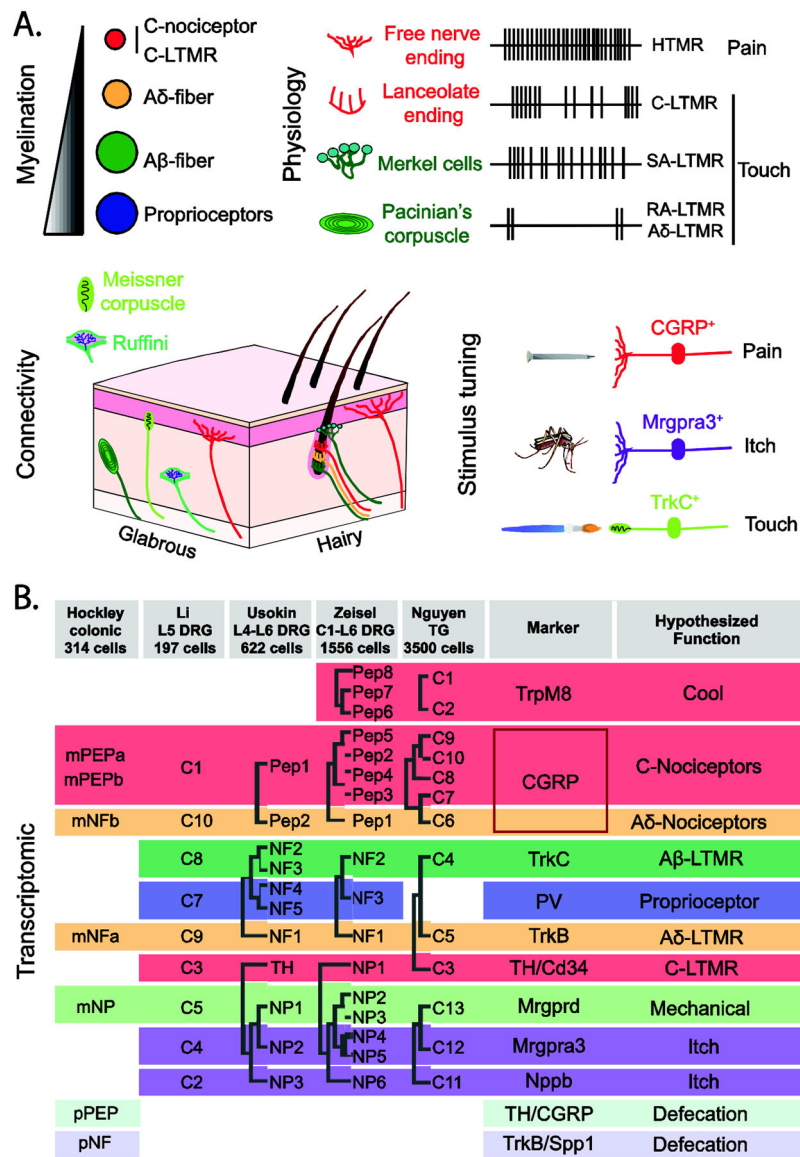 A.
Myelination
C-nociceptor
C-LTMR
Aδ-fiber
Aβ-fiber
Proprioceptors
Physiology
Free nerve
ending
HTMR
Pain
Lanceolate
ending
C-LTMR
Merkel cells
SA-LTMR
Touch
Pacinian's
corpuscle
RA-LTMR
Aδ-LTMR
Connectivity
Meissner
corpuscle
Ruffini
Glabrous
Hairy
Stimulus tuning
CGRP⁺
Pain
Mrgpra3⁺
Itch
TrkC⁺
Touch
B.
Transcriptomic
Hockley
colonic
314 cells
Li
L5 DRG
197 cells
Usokin
L4-L6 DRG
622 cells
Zeisel
C1-L6 DRG
1556 cells
Nguyen
TG
3500 cells
Marker
Hypothesized
Function
Pep8
Pep7
Pep6
C1
C2
TrpM8
Cool
mPEPa
mPEPb
C1
Pep1
Pep5
Pep2
Pep4
Pep3
C9
C10
C8
C7
CGRP
C-Nociceptors
mNFb
C10
Pep2
Pep1
C6
Aδ-Nociceptors
C8
NF2
NF3
NF2
C4
TrkC
Aβ-LTMR
C7
NF4
NF5
NF3
PV
Proprioceptor
mNFa
C9
NF1
NF1
C5
TrkB
Aδ-LTMR
C3
TH
NP1
C3
TH/Cd34
C-LTMR
mNP
C5
NP1
NP2
NP3
C13
Mrgprd
Mechanical
C4
NP2
NP4
NP5
C12
Mrgpra3
Itch
C2
NP3
NP6
C11
Nppb
Itch
pPEP
TH/CGRP
Defecation
pNF
TrkB/Spp1
Defecation